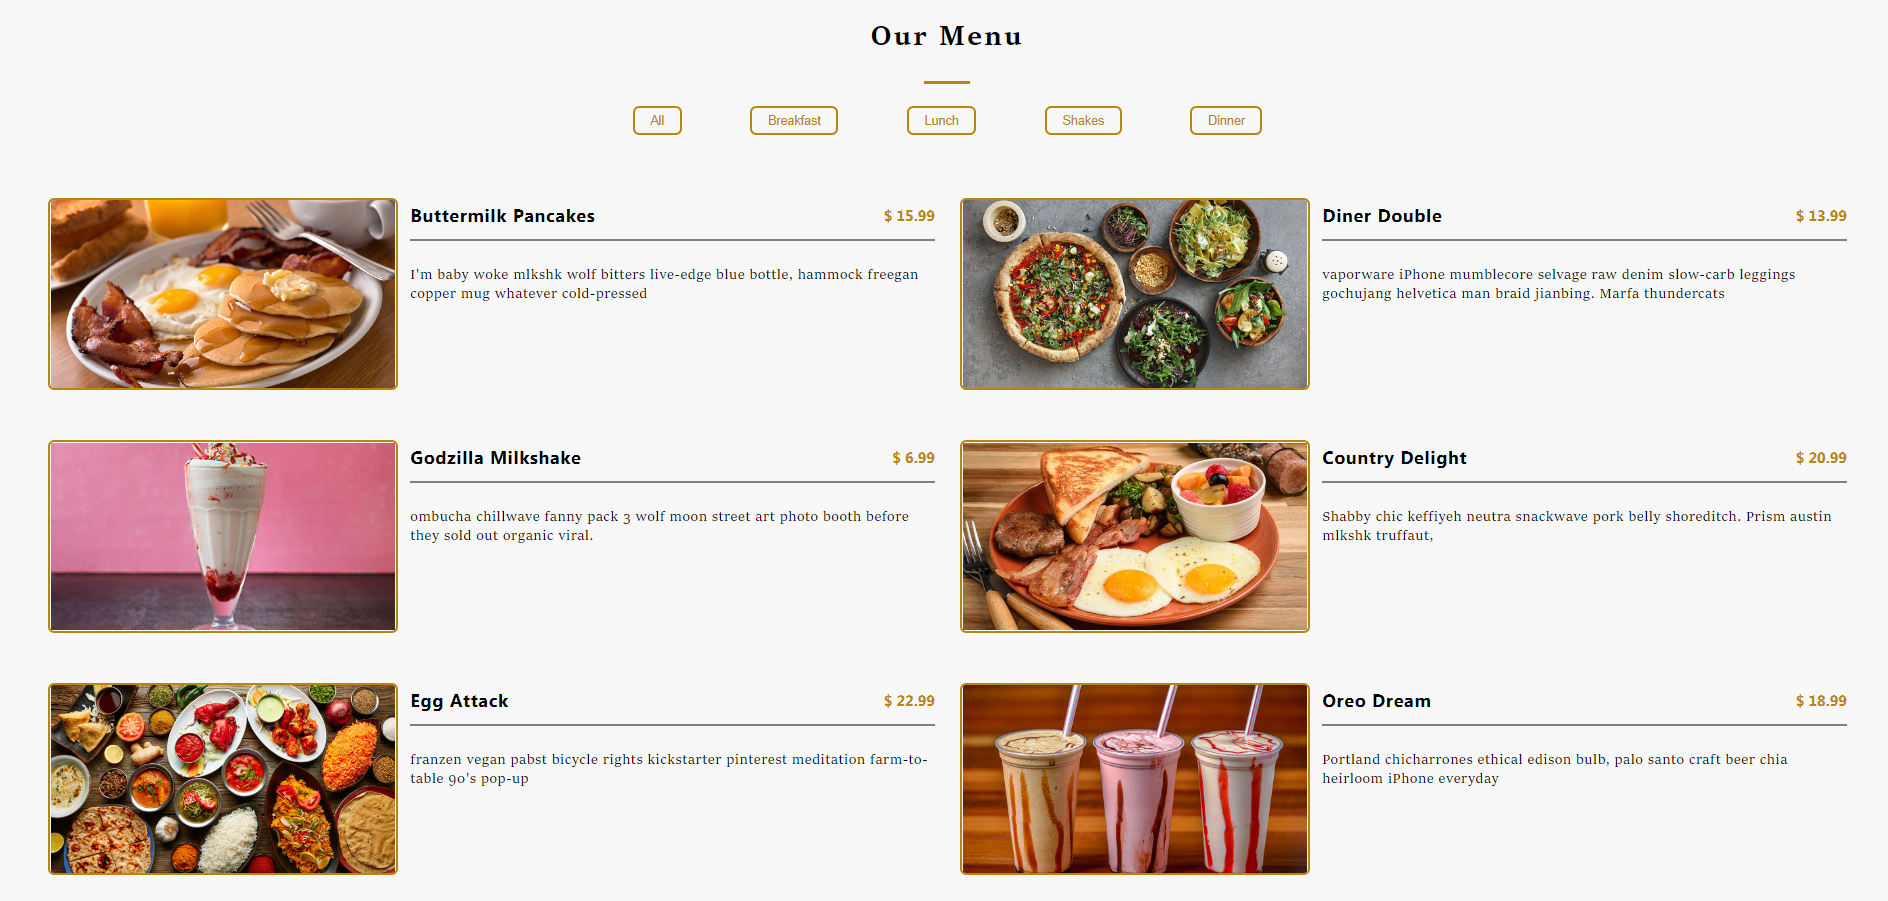 Our Menu
All
Breakfast
Lunch
Shakes
Dinner
Buttermilk Pancakes
$ 15.99
I'm baby woke mlkshk wolf bitters live-edge blue bottle, hammock freegan
copper mug whatever cold-pressed
Diner Double
$ 13.99
vaporware iPhone mumblecore selvage raw denim slow-carb leggings
gochujang helvetica man braid jianbing. Marfa thundercats
Godzilla Milkshake
$ 6.99
ombucha chillwave fanny pack 3 wolf moon street art photo booth before
they sold out organic viral.
Country Delight
$ 20.99
Shabby chic keffiyeh neutra snackwave pork belly shoreditch. Prism austin
mlkshk truffaut,
Egg Attack
$ 22.99
franzen vegan pabst bicycle rights kickstarter pinterest meditation farm-to-
table 90's pop-up
Oreo Dream
$ 18.99
Portland chicharrones ethical edison bulb, palo santo craft beer chia
heirloom iPhone everyday